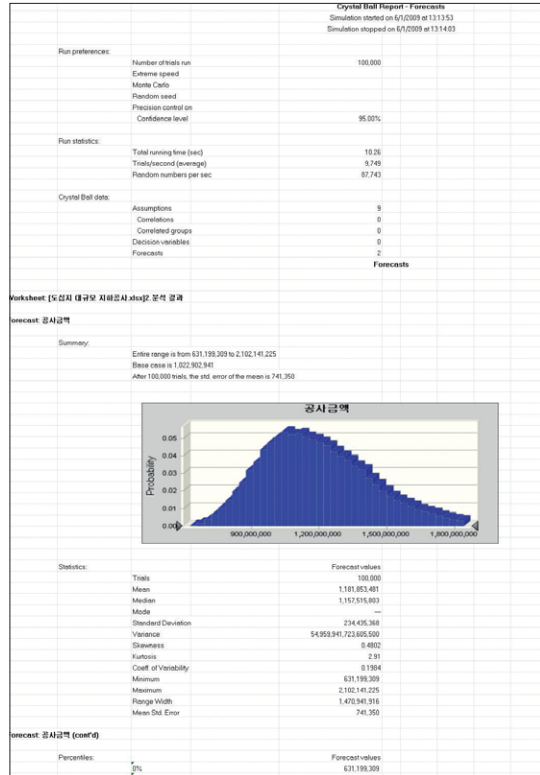 Crystal Ball Report - Forecasts
Simulation started on 6/1/2009 at 13:13:53
Simulation stopped on 6/1/2009 at 13:14:03
Run preferences:
Number of trials run 100,000
Extreme speed
Monte Carlo
Random seed
Precision control on
Confidence level 95.00%
Run statistics:
Total running time (sec) 10.26
Trials/second (average) 9,749
Random numbers per sec 87,743
Crystal Ball data:
Assumptions 9
Correlations 0
Correlated groups 0
Decision variables 0
Forecasts 2
Forecasts
Worksheet: [도심지 대규모 지하공사.xlsx]2. 분석 결과
Forecast: 공사금액
Summary:
Entire range is from 631,199,309 to 2,102,141,225
Base case is 1,022,902,941
After 100,000 trials, the std. error of the mean is 741,350
공사금액
Probability
0.05
0.04
0.03
0.02
0.01
0.00
900,000,000 1,200,000,000 1,500,000,000 1,800,000,000
Statistics: Forecast values
Trials 100,000
Mean 1,181,853,481
Median 1,157,515,803
Mode ---
Standard Deviation 234,435,368
Variance 54,959,941,723,605,500
Skewness 0.4802
Kurtosis 2.91
Coeff. of Variability 0.1984
Minimum 631,199,309
Maximum 2,102,141,225
Range Width 1,470,941,916
Mean Std. Error 741,350
Forecast: 공사금액 (cont'd)
Percentiles: Forecast values
0% 631,199,309